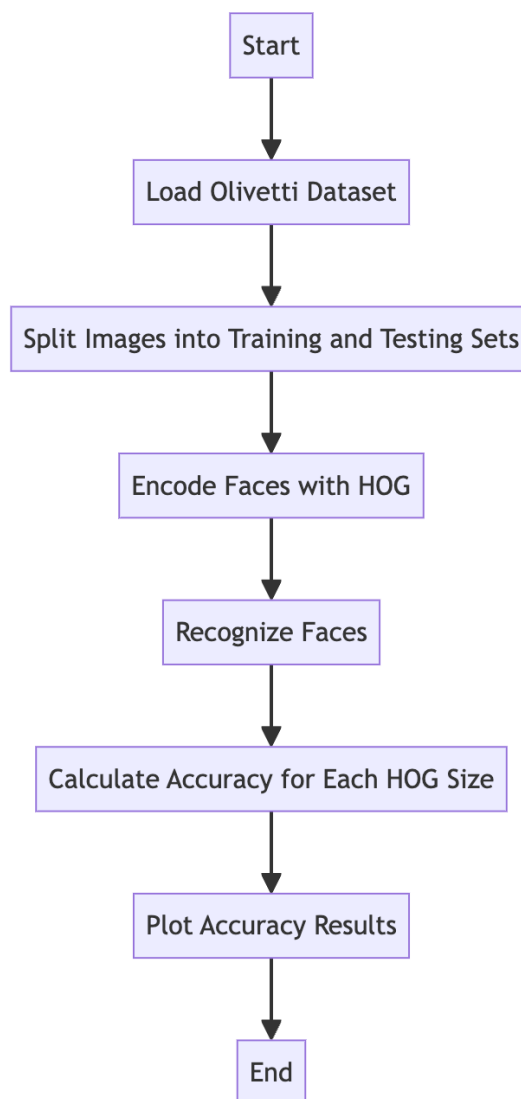 Start
Load Olivetti Dataset
Split Images into Training and Testing Sets
Encode Faces with HOG
Recognize Faces
Calculate Accuracy for Each HOG Size
Plot Accuracy Results
End